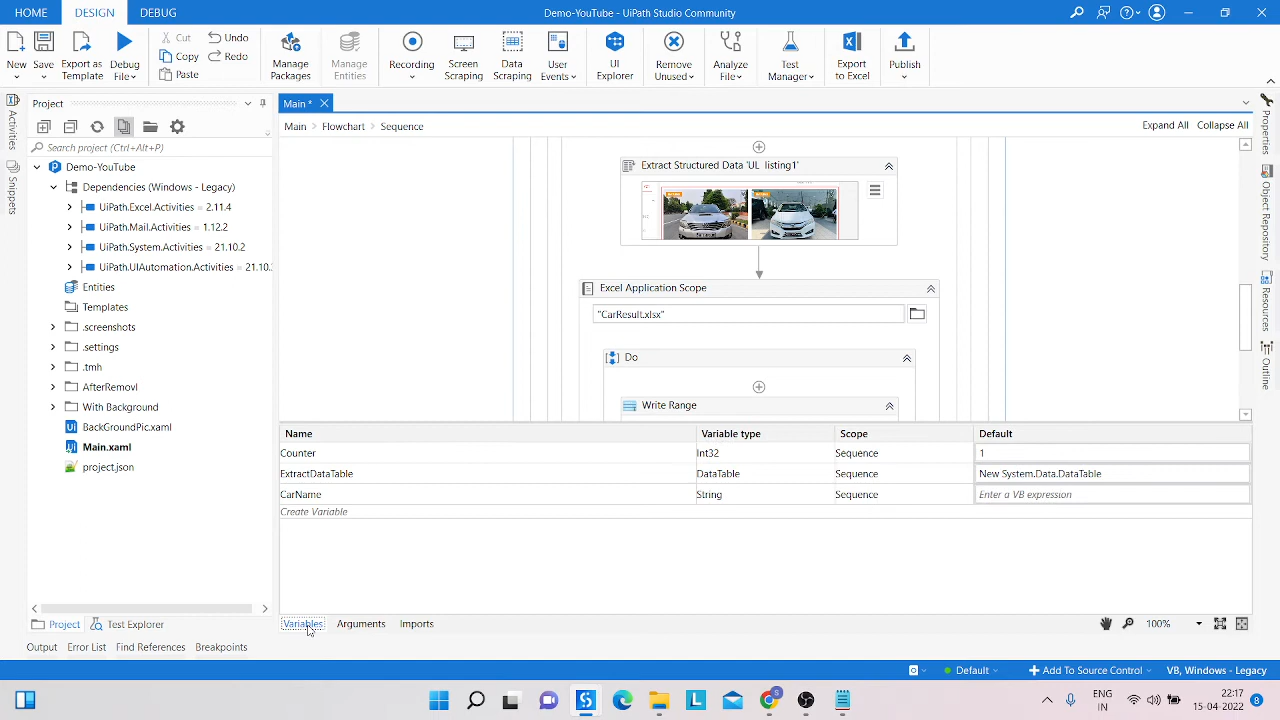 HOME
DESIGN
DEBUG
Demo-YouTube - UiPath Studio Community
New
Save
Export as Template
Debug File
Cut
Copy
Paste
Undo
Redo
Manage Packages
Manage Entities
Recording
Screen Scraping
Data Scraping
User Events
UI Explorer
Remove Unused
Analyze File
Test Manager
Export to Excel
Publish
Project
Search project (Ctrl+Alt+P)
Demo-YouTube
Dependencies (Windows - Legacy)
UiPath.Excel.Activities = 2.11.4
UiPath.Mail.Activities = 1.12.2
UiPath.System.Activities = 21.10.2
UiPath.UIAutomation.Activities = 21.10.
Entities
Templates
.screenshots
.settings
.tmh
AfterRemovl
With Background
BackGroundPic.xaml
Main.xaml
project.json
Project
Test Explorer
Activities
Snippets
Main *
Main > Flowchart > Sequence
Expand All
Collapse All
Extract Structured Data 'UL listing1'
Excel Application Scope
"CarResult.xlsx"
Do
Write Range
Name Variable type Scope Default
Counter Int32 Sequence 1
ExtractDataTable DataTable Sequence New System.Data.DataTable
CarName String Sequence Enter a VB expression
Create Variable
Variables
Arguments
Imports
100%
Properties
Object Repository
Resources
Outline
Output
Error List
Find References
Breakpoints
Default
Add To Source Control
VB, Windows - Legacy
ENG
IN
22:17
15-04-2022
8